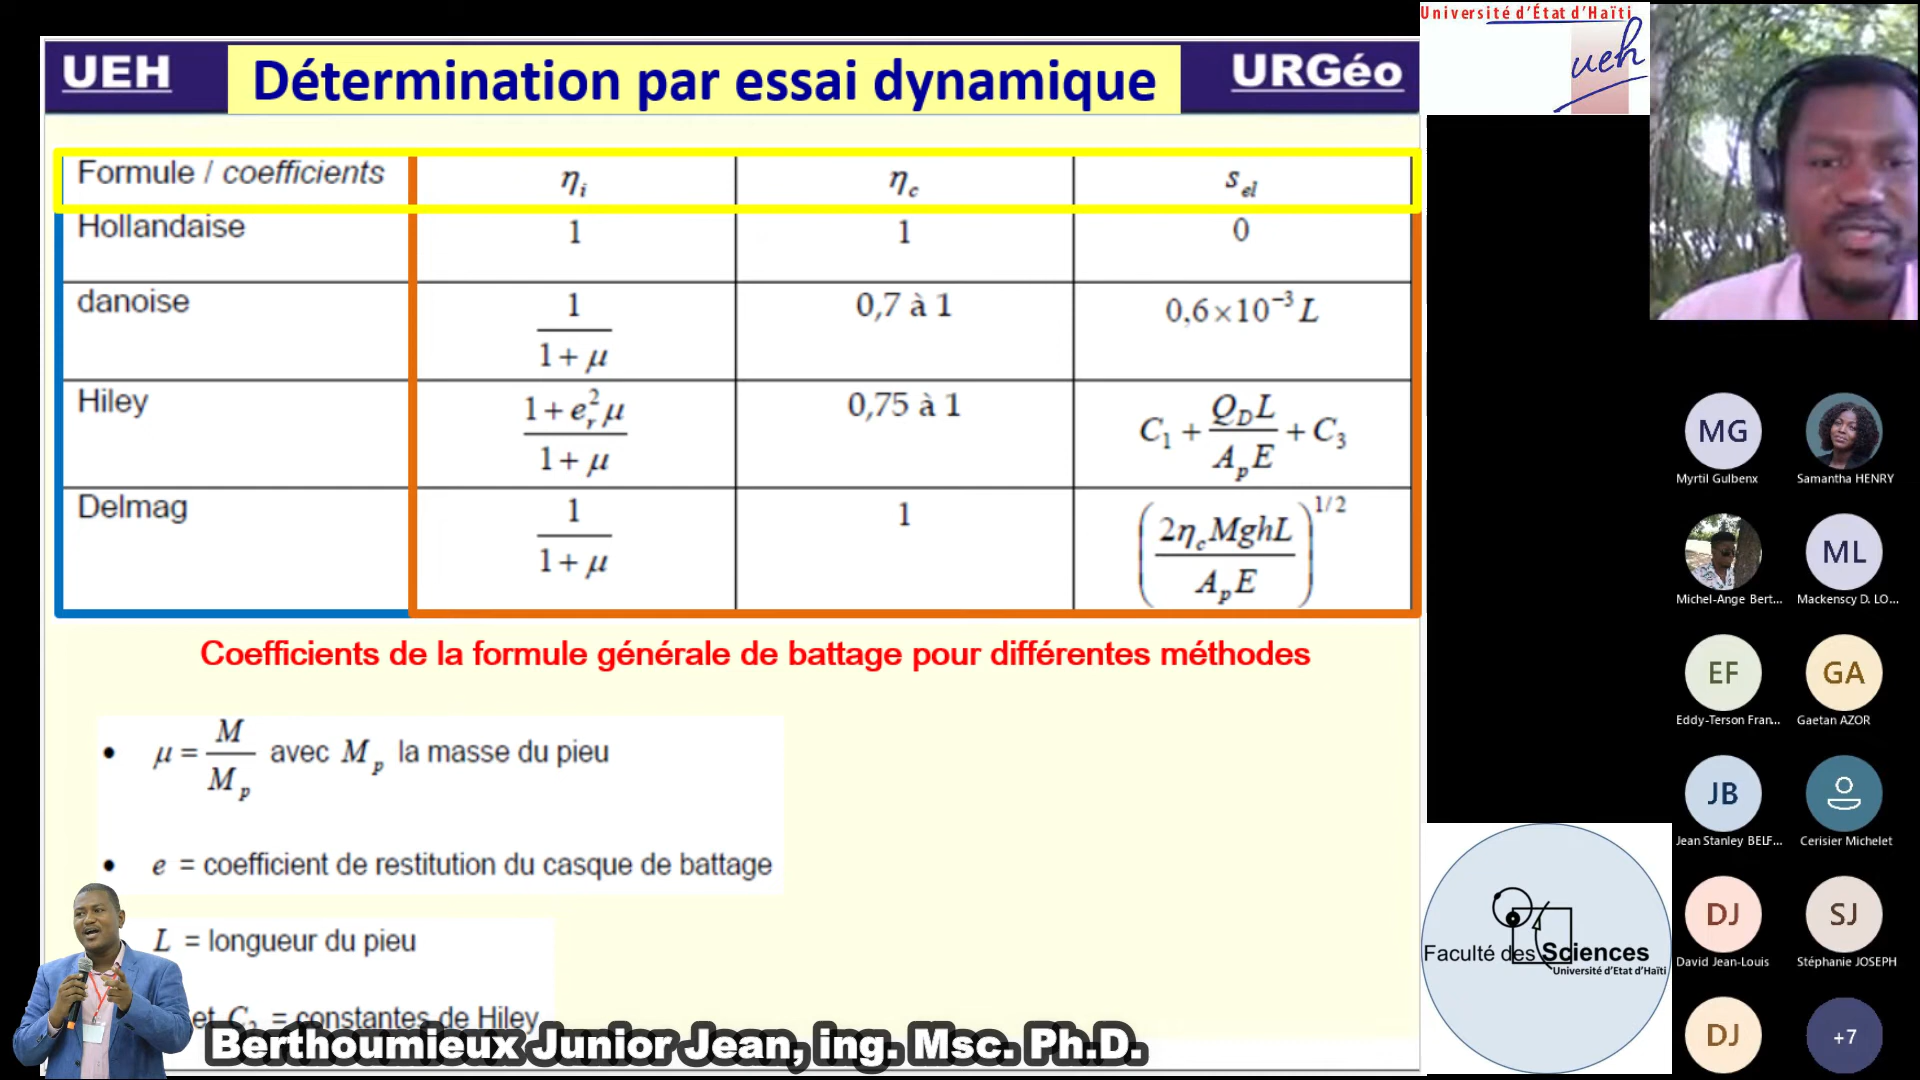 UEH
Détermination par essai dynamique
URGéo
Université d'État d'Haïti
ueh
Formule / coefficients
η_i
η_c
s_el
Hollandaise
1
1
0
danoise
1 / (1 + μ)
0,7 à 1
0,6×10⁻³ L
Hiley
(1 + e_r² μ) / (1 + μ)
0,75 à 1
C₁ + Q_D L / (A_p E) + C₃
Delmag
1 / (1 + μ)
1
(2η_c MghL / (A_p E))^1/2
Coefficients de la formule générale de battage pour différentes méthodes
• μ = M / M_p avec M_p la masse du pieu
• e = coefficient de restitution du casque de battage
L = longueur du pieu
et C₃ = constantes de Hiley
Berthoumieux Junior Jean, ing. Msc. Ph.D.
Faculté des Sciences
Université d'Etat d'Haïti
MG
Myrtil Gulbenx
Samantha HENRY
Michel-Ange Bert...
ML
Mackenscy D. LO...
EF
Eddy-Terson Fran...
GA
Gaetan AZOR
JB
Jean Stanley BELF...
Cerisier Michelet
DJ
David Jean-Louis
SJ
Stéphanie JOSEPH
DJ
+7